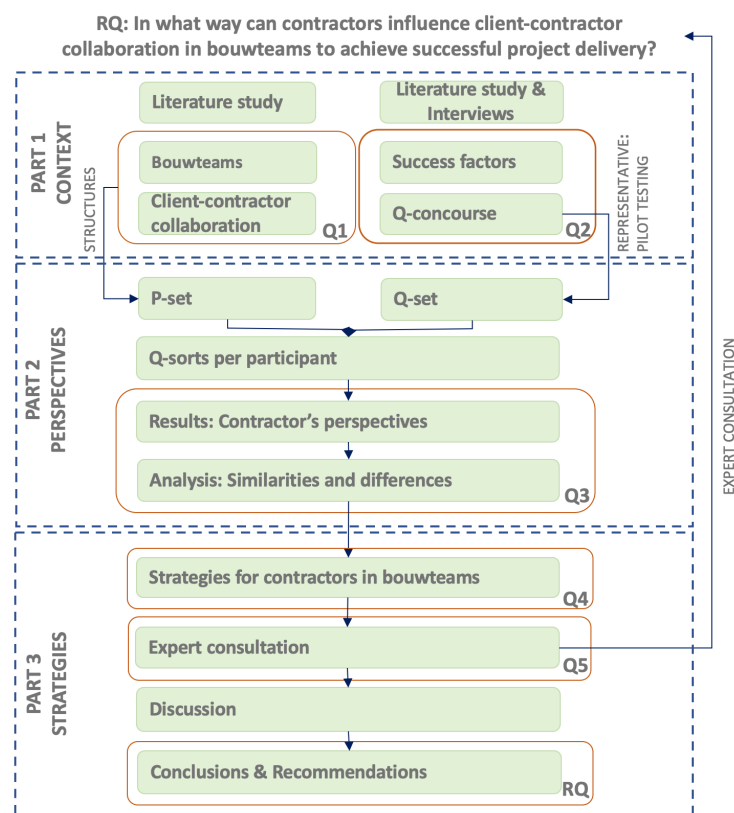 RQ: In what way can contractors influence client-contractor
collaboration in bouwteams to achieve successful project delivery?
PART 1
CONTEXT
Literature study
Literature study &
Interviews
Bouwteams
Client-contractor
collaboration
Q1
Success factors
Q-concourse
Q2
STRUCTURES
REPRESENTATIVE:
PILOT TESTING
PART 2
PERSPECTIVES
P-set
Q-set
Q-sorts per participant
Results: Contractor's perspectives
Analysis: Similarities and differences
Q3
EXPERT CONSULTATION
PART 3
STRATEGIES
Strategies for contractors in bouwteams
Q4
Expert consultation
Q5
Discussion
Conclusions & Recommendations
RQ